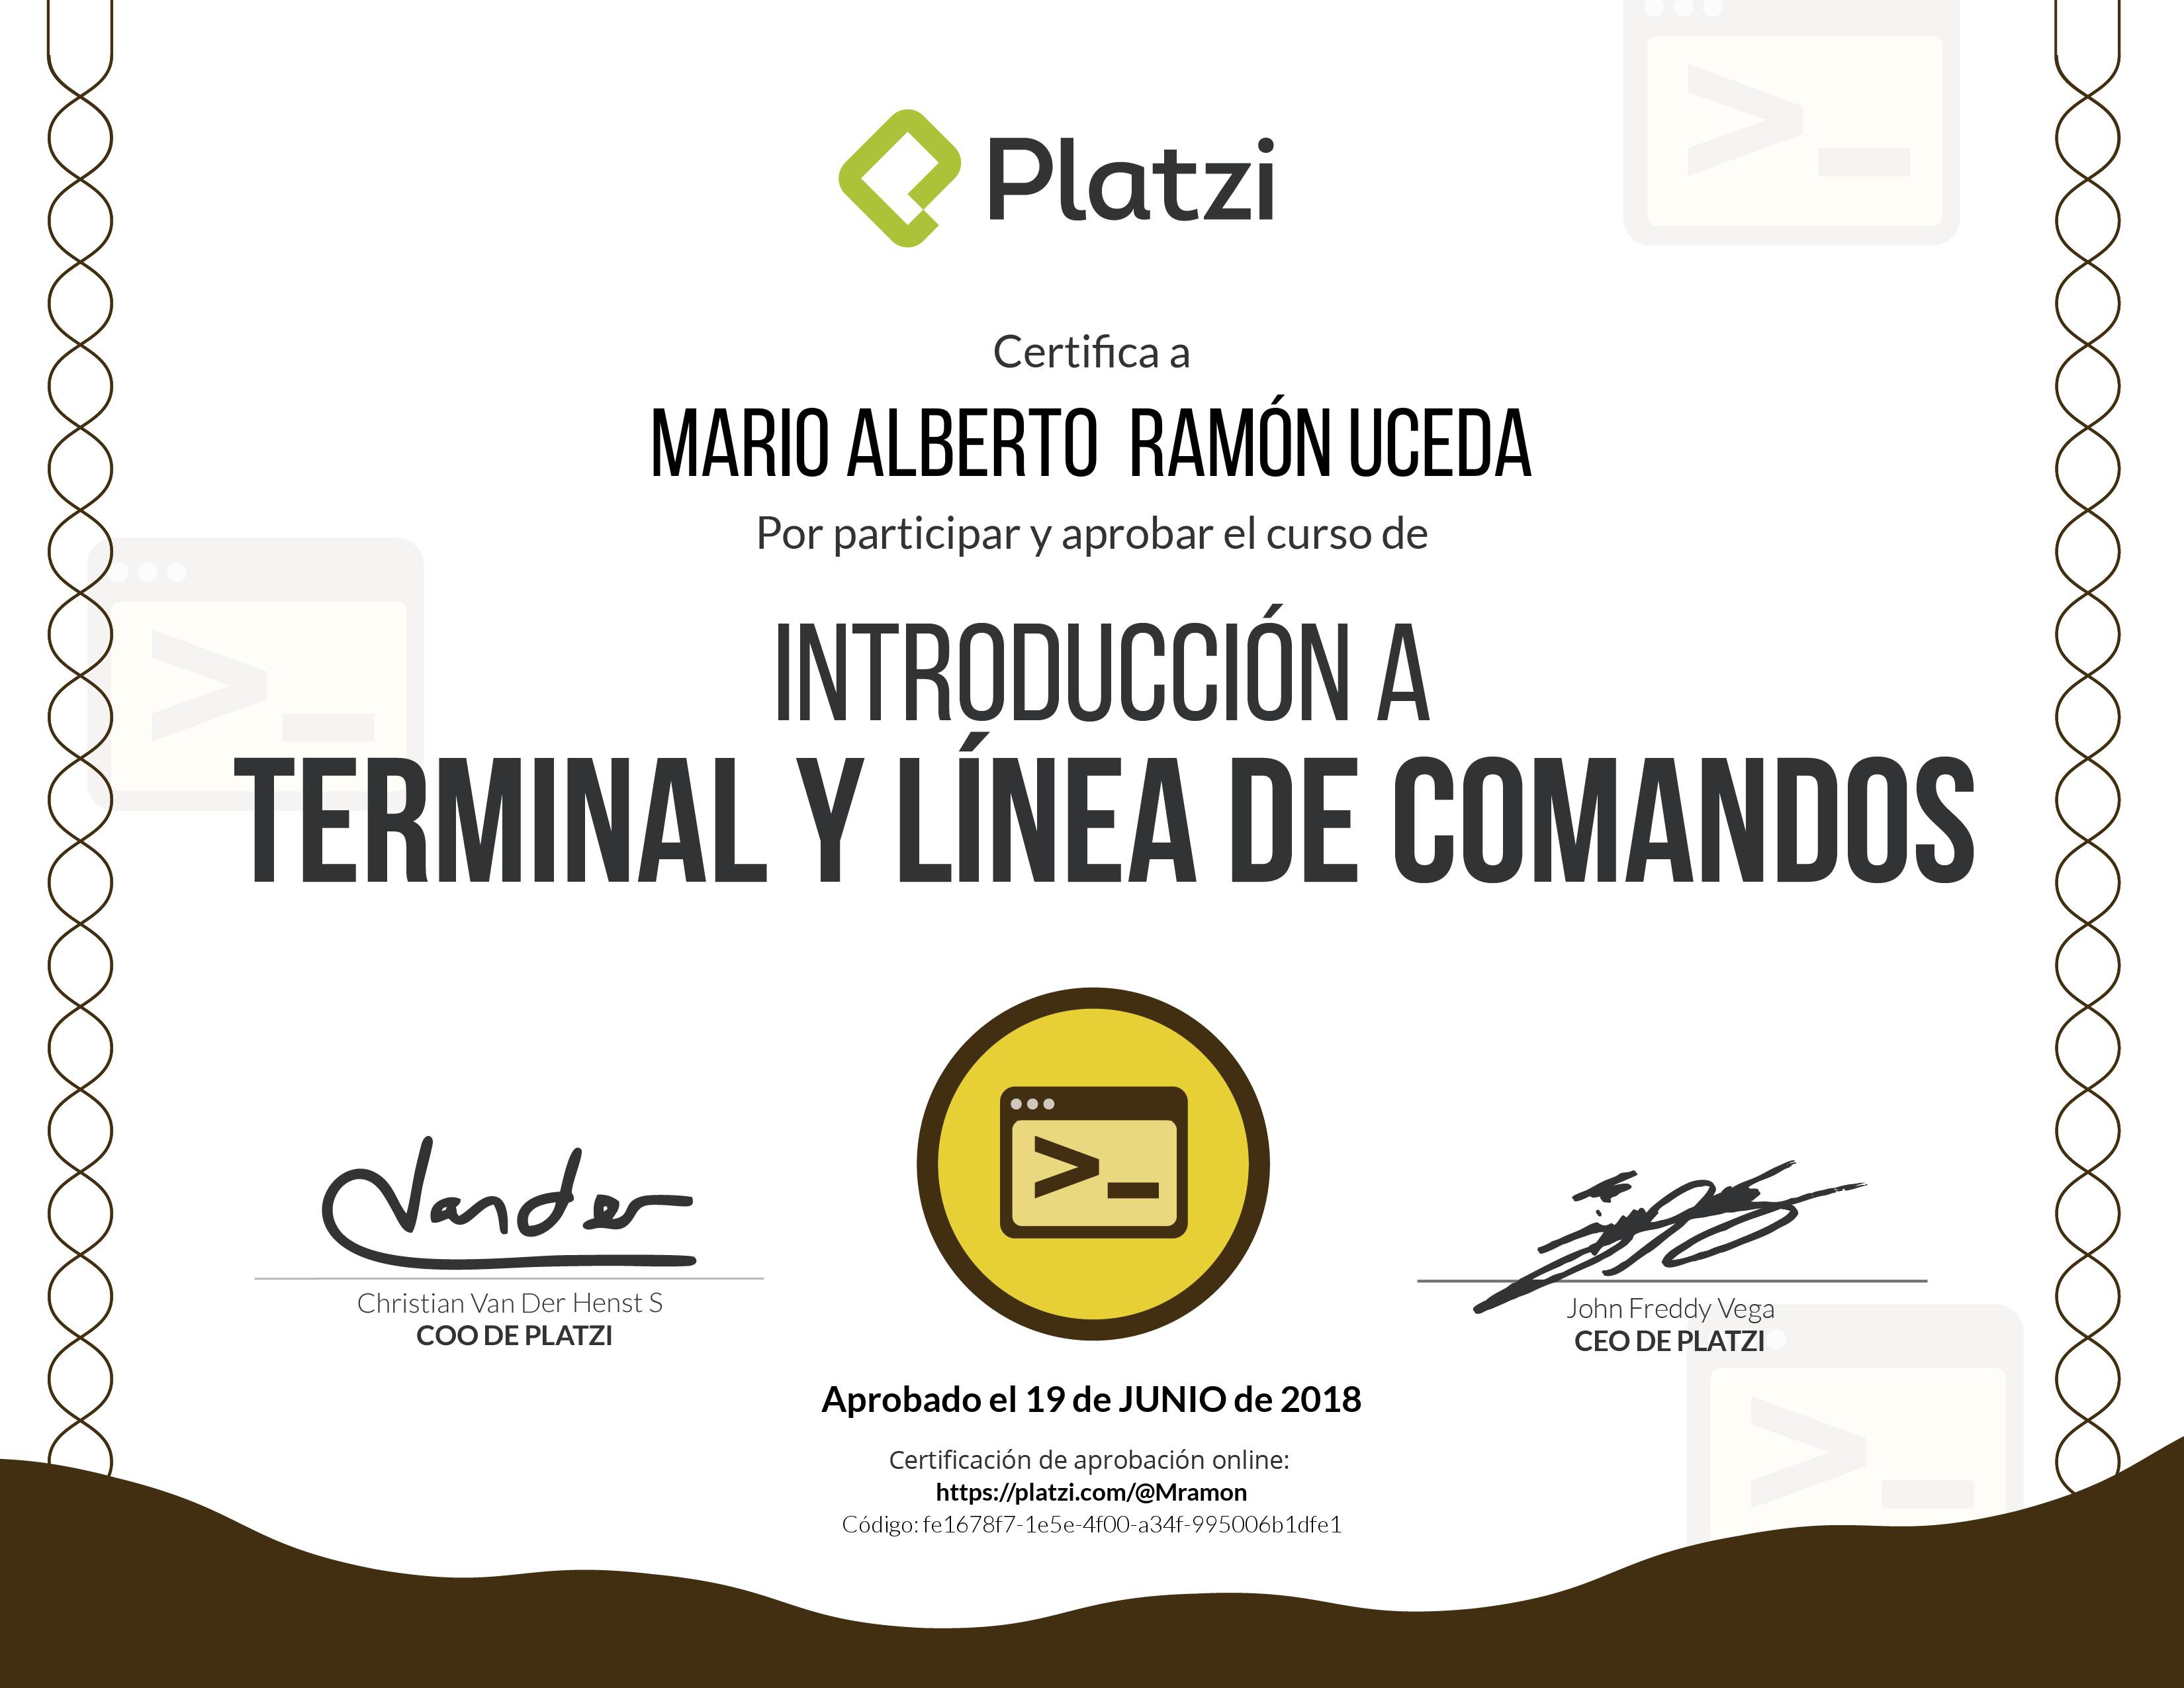 Platzi
Certifica a
MARIO ALBERTO RAMÓN UCEDA
Por participar y aprobar el curso de
INTRODUCCIÓN A
TERMINAL Y LÍNEA DE COMANDOS
Vander
Christian Van Der Henst S
COO DE PLATZI
John Freddy Vega
CEO DE PLATZI
Aprobado el 19 de JUNIO de 2018
Certificación de aprobación online:
https://platzi.com/@Mramon
Código: fe1678f7-1e5e-4f00-a34f-995006b1dfe1